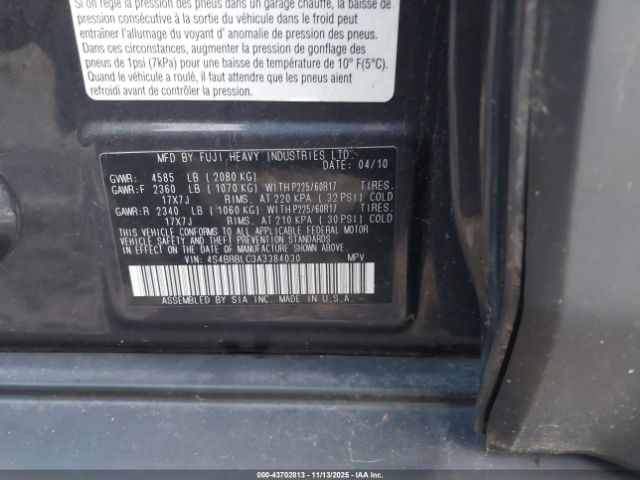 Si on règle la pression des pneus dans un garage chauffé, la baisse de
pression consécutive à la sortie du véhicule dans le froid peut
entraîner l'allumage du voyant d' anomalie de pression des pneus.
Dans ces circonstances, augmenter la pression de gonflage des
pneus de 1psi (7kPa) pour une baisse de température de 10° F(5°C).
Quand le véhicule a roulé, il faut attendre que les pneus aient
refroidi avant de contrôler la pression.
MFD BY FUJI HEAVY INDUSTRIES LTD.
DATE: 04/10
GVWR: 4585 LB (2080 KG)
GAWR:F 2360 LB (1070 KG) WITH P225/60R17 TIRES.
17X7J RIMS. AT 220 KPA (32 PSI) COLD
GAWR:R 2340 LB (1060 KG) WITH P225/60R17 TIRES.
17X7J RIMS. AT 210 KPA (30 PSI) COLD
THIS VEHICLE CONFORMS TO ALL APPLICABLE FEDERAL MOTOR
VEHICLE SAFETY, BUMPER, AND THEFT PREVENTION STANDARDS
IN EFFECT ON THE DATE OF MANUFACTURE SHOWN ABOVE.
VIN: 4S4BRBLC3A3384030 MPV
ASSEMBLED BY SIA INC. MADE IN U.S.A.
000-43702813 - 11/13/2025 - IAAI.COM